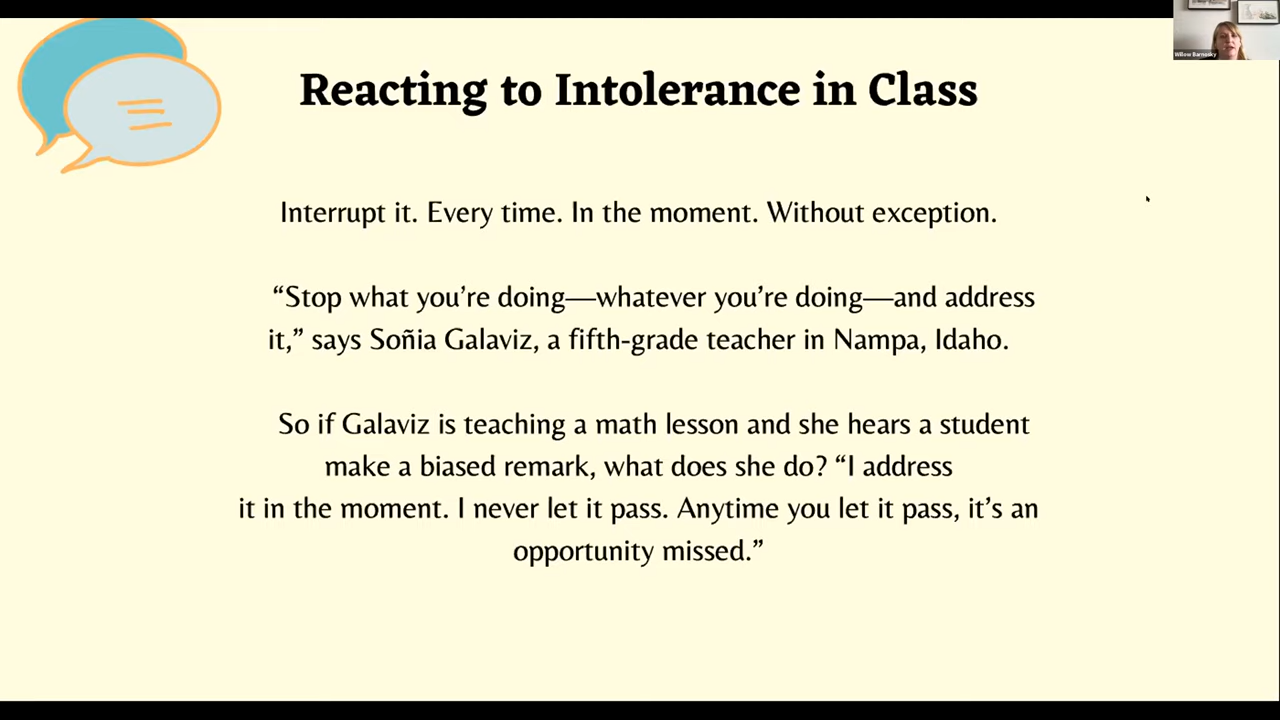 Reacting to Intolerance in Class
Willow Barnosky
Interrupt it. Every time. In the moment. Without exception.
“Stop what you’re doing—whatever you’re doing—and address
it,” says Soñia Galaviz, a fifth-grade teacher in Nampa, Idaho.
So if Galaviz is teaching a math lesson and she hears a student
make a biased remark, what does she do? “I address
it in the moment. I never let it pass. Anytime you let it pass, it’s an
opportunity missed.”